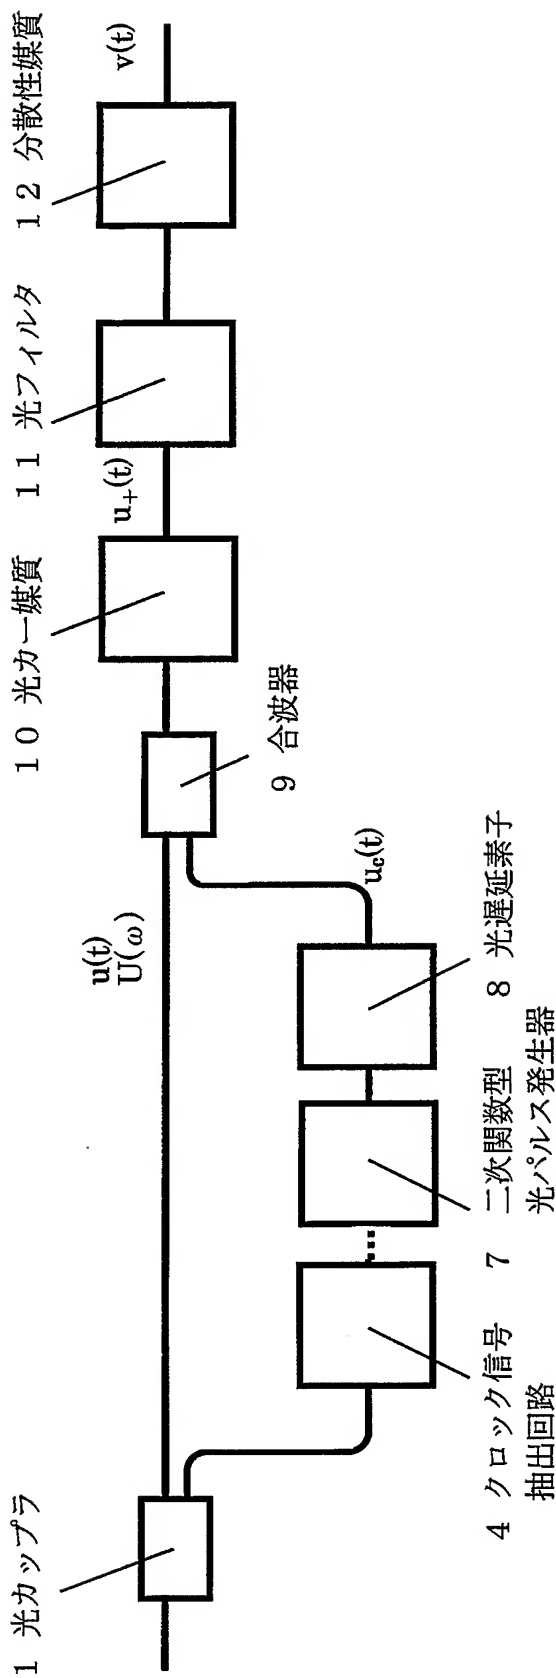 1 光カップラ
4 クロック信号
抽出回路
7 二次関数型
光パルス発生器
8 光遅延素子
u(t)
U(ω)
u_c(t)
9 合波器
10 光カー媒質
u_+(t)
11 光フィルタ
12 分散性媒質
v(t)